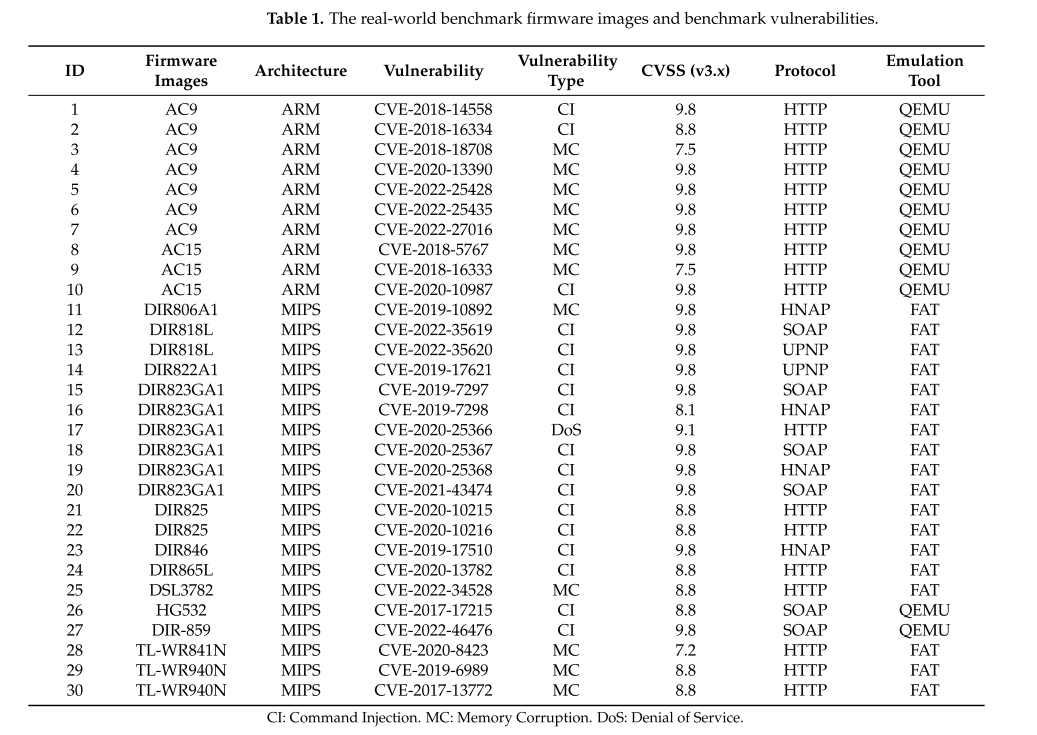 Table 1. The real-world benchmark firmware images and benchmark vulnerabilities.
ID Firmware Images Architecture Vulnerability Vulnerability Type CVSS (v3.x) Protocol Emulation Tool
1 AC9 ARM CVE-2018-14558 CI 9.8 HTTP QEMU
2 AC9 ARM CVE-2018-16334 CI 8.8 HTTP QEMU
3 AC9 ARM CVE-2018-18708 MC 7.5 HTTP QEMU
4 AC9 ARM CVE-2020-13390 MC 9.8 HTTP QEMU
5 AC9 ARM CVE-2022-25428 MC 9.8 HTTP QEMU
6 AC9 ARM CVE-2022-25435 MC 9.8 HTTP QEMU
7 AC9 ARM CVE-2022-27016 MC 9.8 HTTP QEMU
8 AC15 ARM CVE-2018-5767 MC 9.8 HTTP QEMU
9 AC15 ARM CVE-2018-16333 MC 7.5 HTTP QEMU
10 AC15 ARM CVE-2020-10987 CI 9.8 HTTP QEMU
11 DIR806A1 MIPS CVE-2019-10892 MC 9.8 HNAP FAT
12 DIR818L MIPS CVE-2022-35619 CI 9.8 SOAP FAT
13 DIR818L MIPS CVE-2022-35620 CI 9.8 UPNP FAT
14 DIR822A1 MIPS CVE-2019-17621 CI 9.8 UPNP FAT
15 DIR823GA1 MIPS CVE-2019-7297 CI 9.8 SOAP FAT
16 DIR823GA1 MIPS CVE-2019-7298 CI 8.1 HNAP FAT
17 DIR823GA1 MIPS CVE-2020-25366 DoS 9.1 HTTP FAT
18 DIR823GA1 MIPS CVE-2020-25367 CI 9.8 SOAP FAT
19 DIR823GA1 MIPS CVE-2020-25368 CI 9.8 HNAP FAT
20 DIR823GA1 MIPS CVE-2021-43474 CI 9.8 SOAP FAT
21 DIR825 MIPS CVE-2020-10215 CI 8.8 HTTP FAT
22 DIR825 MIPS CVE-2020-10216 CI 8.8 HTTP FAT
23 DIR846 MIPS CVE-2019-17510 CI 9.8 HNAP FAT
24 DIR865L MIPS CVE-2020-13782 CI 8.8 HTTP FAT
25 DSL3782 MIPS CVE-2022-34528 MC 8.8 HTTP FAT
26 HG532 MIPS CVE-2017-17215 CI 8.8 SOAP QEMU
27 DIR-859 MIPS CVE-2022-46476 CI 9.8 SOAP QEMU
28 TL-WR841N MIPS CVE-2020-8423 MC 7.2 HTTP FAT
29 TL-WR940N MIPS CVE-2019-6989 MC 8.8 HTTP FAT
30 TL-WR940N MIPS CVE-2017-13772 MC 8.8 HTTP FAT
CI: Command Injection. MC: Memory Corruption. DoS: Denial of Service.